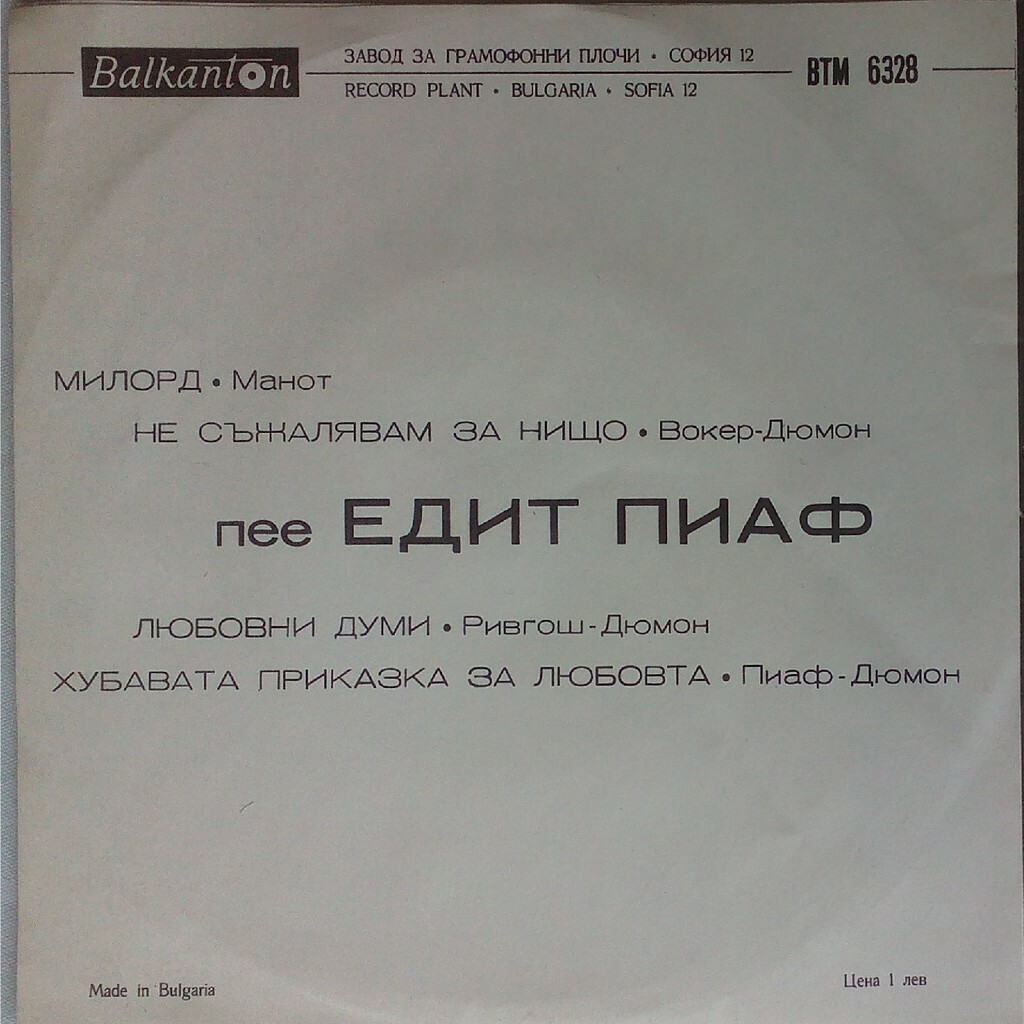 Balkanton
ЗАВОД ЗА ГРАМОФОННИ ПЛОЧИ • СОФИЯ 12
RECORD PLANT • BULGARIA • SOFIA 12
ВТМ 6328
МИЛОРД • Манот
НЕ СЪЖАЛЯВАМ ЗА НИЩО • Вокер-Дюмон
пее ЕДИТ ПИАФ
ЛЮБОВНИ ДУМИ • Ривгош-Дюмон
ХУБАВАТА ПРИКАЗКА ЗА ЛЮБОВТА • Пиаф-Дюмон
Made in Bulgaria
Цена 1 лев